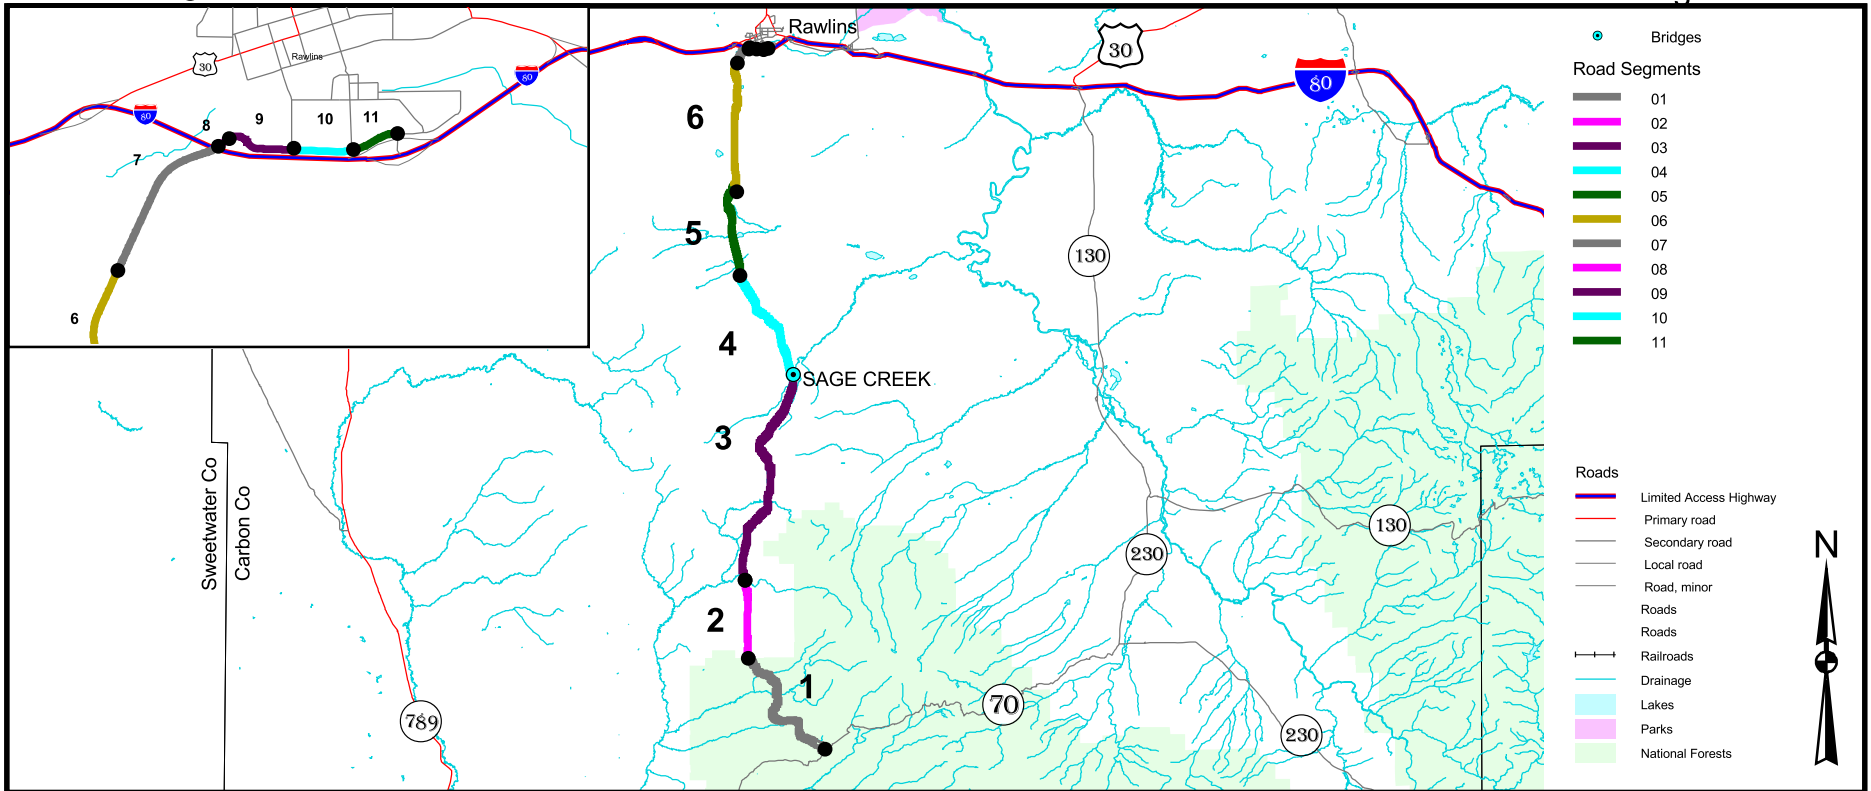 30
Rawlins
80
80
8
9
10
11
7
6
Rawlins
30
80
6
5
130
4
SAGE CREEK
3
2
1
Sweetwater Co
Carbon Co
789
70
230
130
230
Bridges
Road Segments
01
02
03
04
05
06
07
08
09
10
11
Roads
Limited Access Highway
Primary road
Secondary road
Local road
Road, minor
Roads
Roads
Railroads
Drainage
Lakes
Parks
National Forests
N